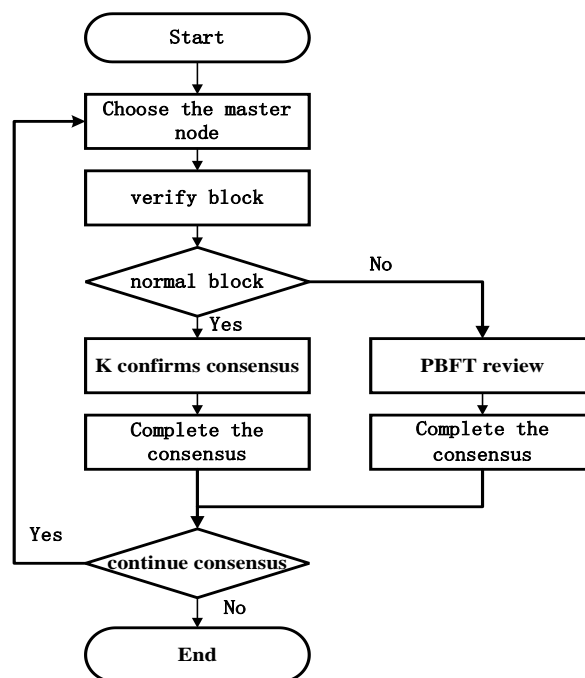 Start
Choose the master
node
verify block
normal block
No
Yes
K confirms consensus
PBFT review
Complete the
consensus
Complete the
consensus
Yes
continue consensus
No
End